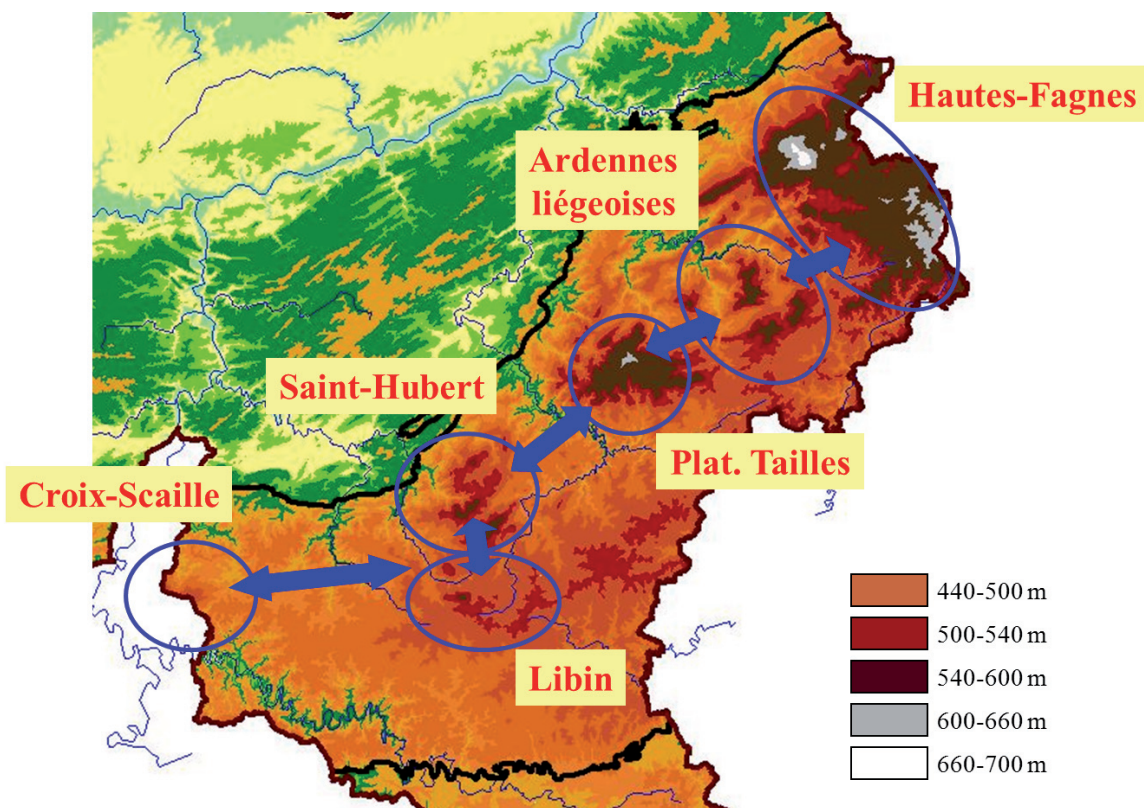 Hautes-Fagnes
Ardennes
liégeoises
Saint-Hubert
Plat. Tailles
Croix-Scaille
Libin
440-500 m
500-540 m
540-600 m
600-660 m
660-700 m